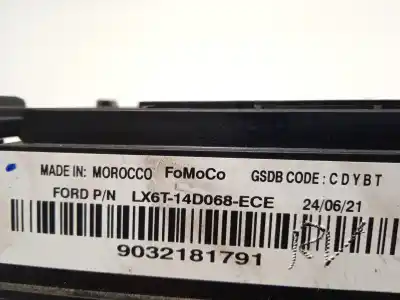 MADE IN: MOROCCO FoMoCo GSDB CODE: CDYBT
FORD P/N LX6T-14D068-ECE 24/06/21
9032181791